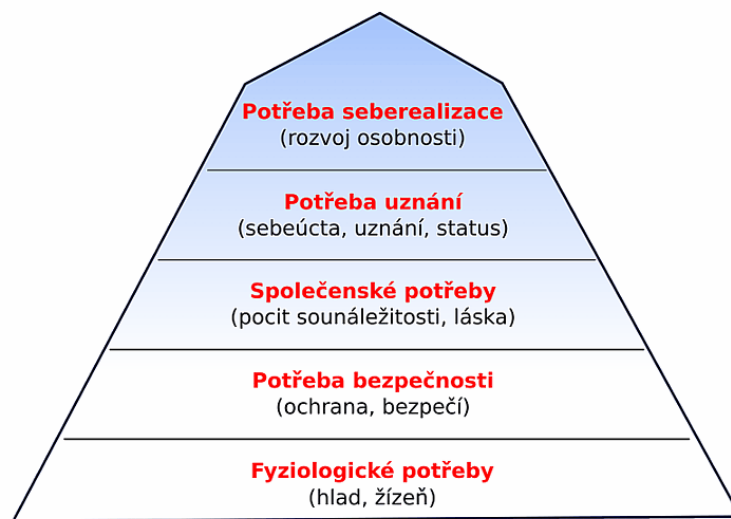 Potřeba seberealizace
(rozvoj osobnosti)
Potřeba uznání
(sebeúcta, uznání, status)
Společenské potřeby
(pocit sounáležitosti, láska)
Potřeba bezpečnosti
(ochrana, bezpečí)
Fyziologické potřeby
(hlad, žízeň)